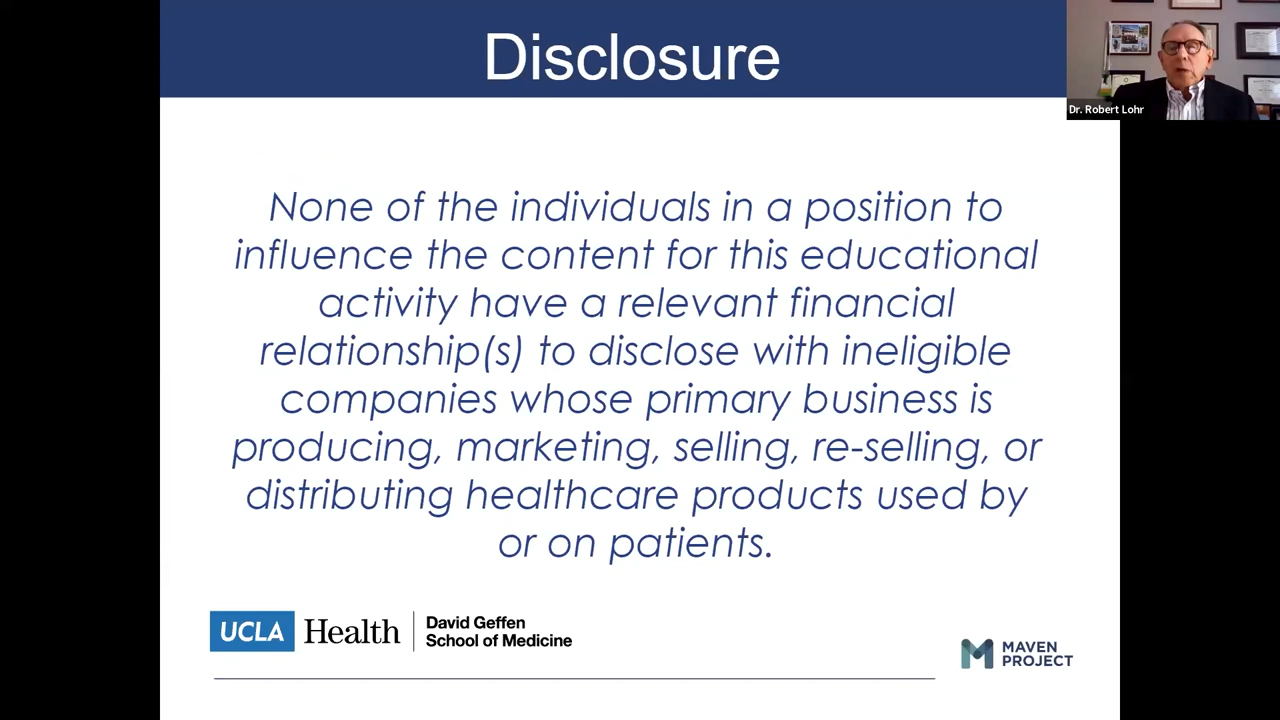 Disclosure
Dr. Robert Lohr
None of the individuals in a position to
influence the content for this educational
activity have a relevant financial
relationship(s) to disclose with ineligible
companies whose primary business is
producing, marketing, selling, re-selling, or
distributing healthcare products used by
or on patients.
UCLA Health
David Geffen
School of Medicine
MAVEN
PROJECT